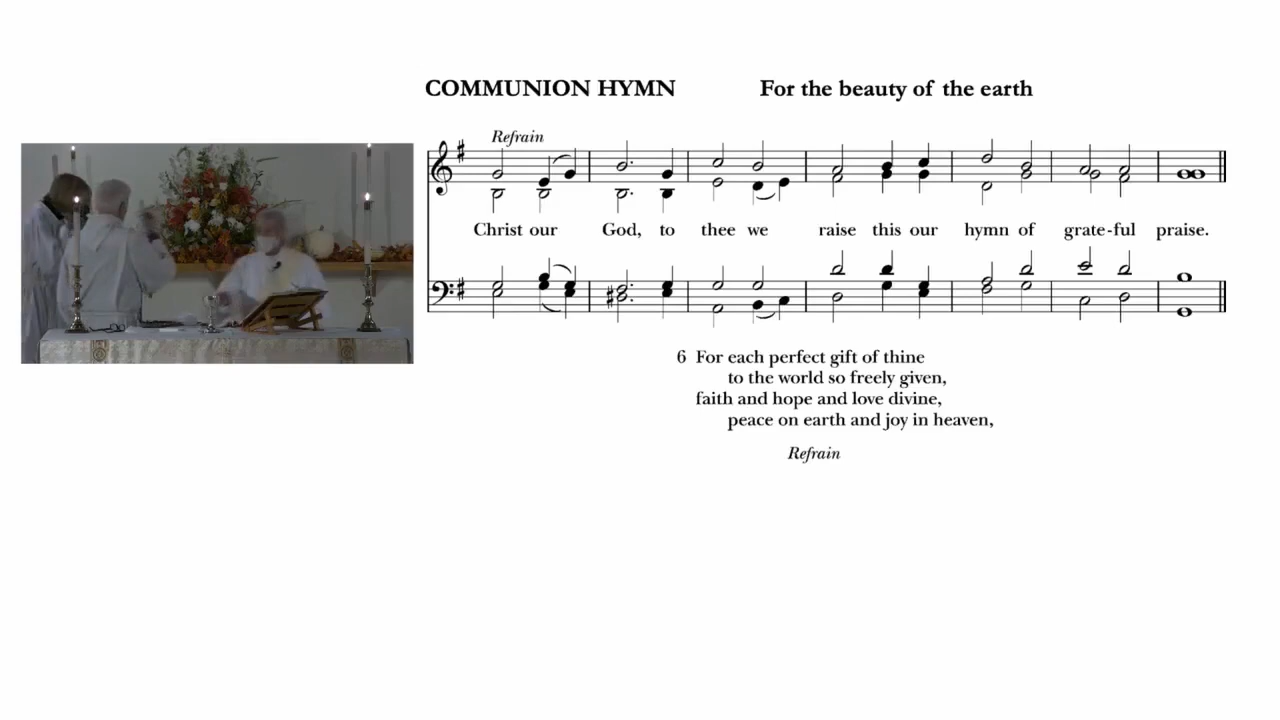 COMMUNION HYMN For the beauty of the earth
Refrain
Christ our God, to thee we raise this our hymn of grate-ful praise.
6 For each perfect gift of thine
to the world so freely given,
faith and hope and love divine,
peace on earth and joy in heaven,
Refrain